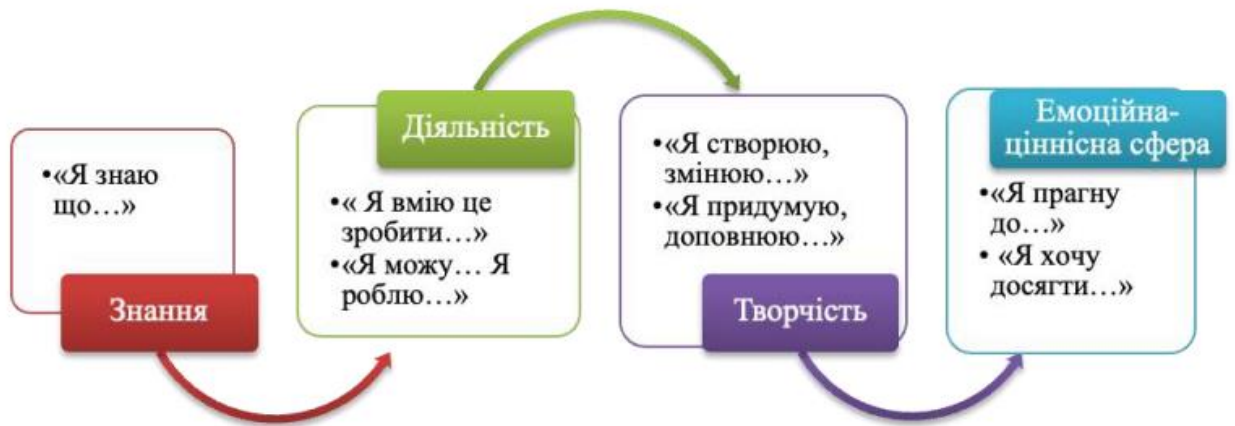 •«Я знаю
що…»
Знання
Діяльність
•« Я вмію це
зробити…»
•«Я можу… Я
роблю…»
•«Я створюю,
змінюю…»
•«Я придумую,
доповнюю…»
Творчість
Емоційна-
ціннісна сфера
•«Я прагну
до…»
• «Я хочу
досягти…»